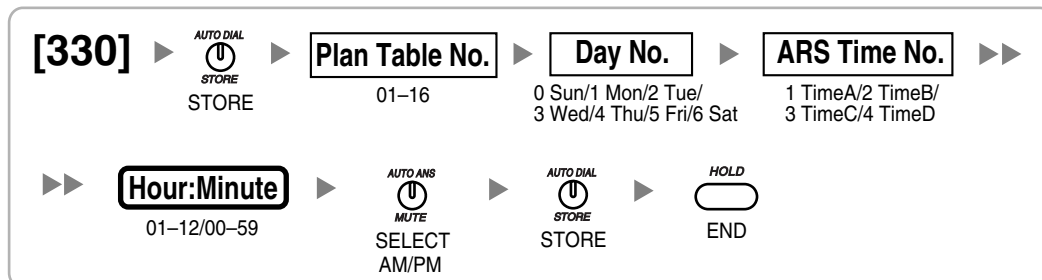 [330] AUTO DIAL STORE STORE Plan Table No. 01–16 Day No. 0 Sun/1 Mon/2 Tue/
3 Wed/4 Thu/5 Fri/6 Sat ARS Time No. 1 TimeA/2 TimeB/
3 TimeC/4 TimeD
Hour:Minute 01–12/00–59 AUTO ANS MUTE SELECT
AM/PM AUTO DIAL STORE STORE HOLD END